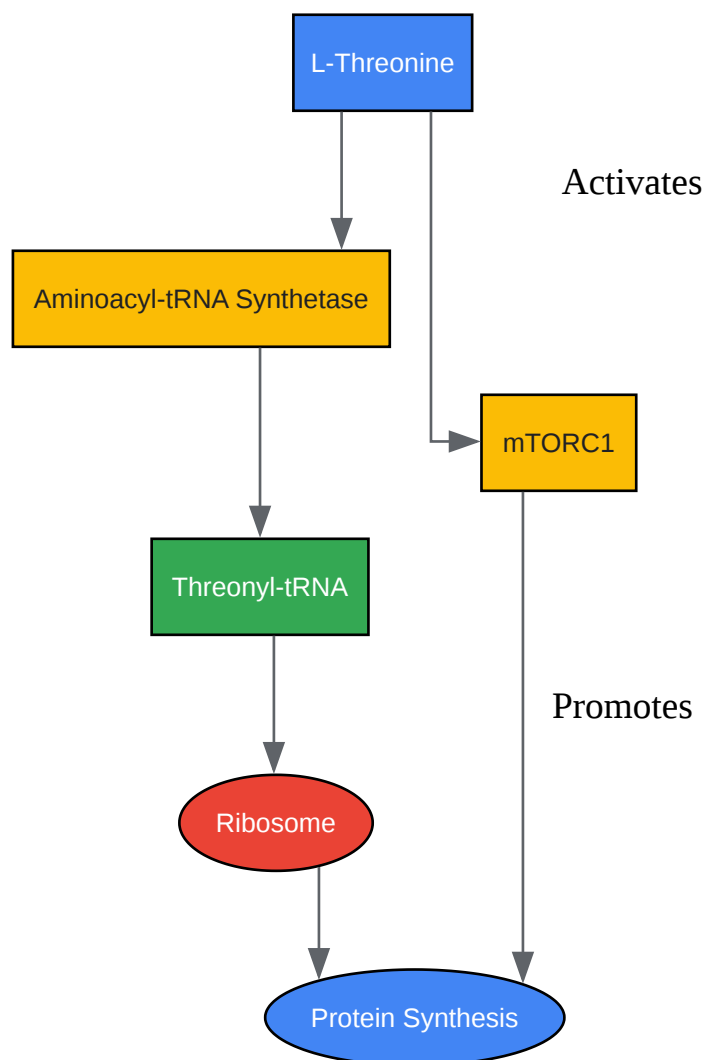 L-Threonine
Activates
Aminoacyl-tRNA Synthetase
mTORC1
Threonyl-tRNA
Promotes
Ribosome
Protein Synthesis